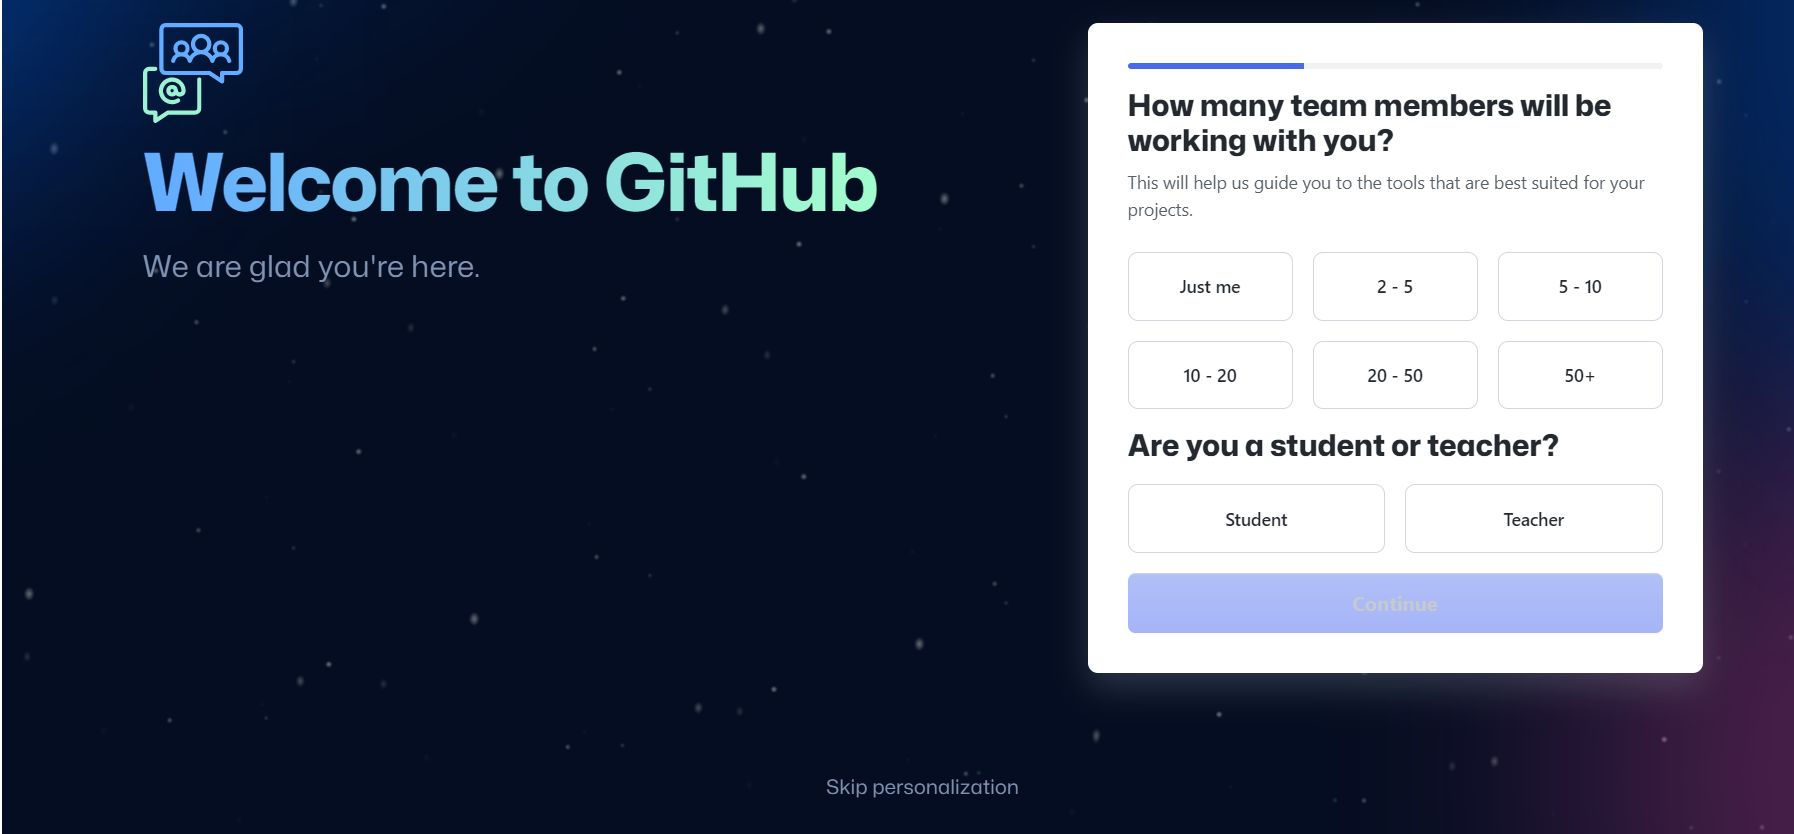 @
Welcome to GitHub
We are glad you're here.
How many team members will be
working with you?
This will help us guide you to the tools that are best suited for your
projects.
Just me
2 - 5
5 - 10
10 - 20
20 - 50
50+
Are you a student or teacher?
Student
Teacher
Continue
Skip personalization